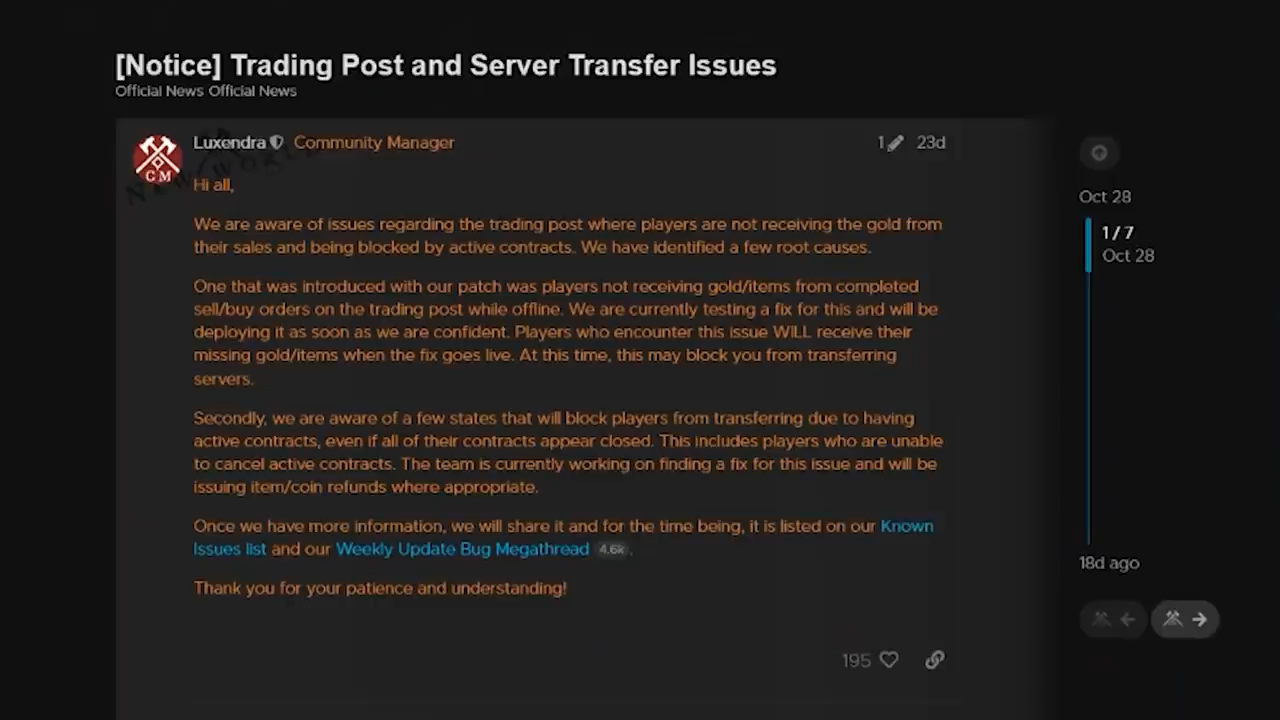 [Notice] Trading Post and Server Transfer Issues
Official News Official News
Luxendra Community Manager 1 23d
GM
NEW WORLD
Hi all,
We are aware of issues regarding the trading post where players are not receiving the gold from
their sales and being blocked by active contracts. We have identified a few root causes.
One that was introduced with our patch was players not receiving gold/items from completed
sell/buy orders on the trading post while offline. We are currently testing a fix for this and will be
deploying it as soon as we are confident. Players who encounter this issue WILL receive their
missing gold/items when the fix goes live. At this time, this may block you from transferring
servers.
Secondly, we are aware of a few states that will block players from transferring due to having
active contracts, even if all of their contracts appear closed. This includes players who are unable
to cancel active contracts. The team is currently working on finding a fix for this issue and will be
issuing item/coin refunds where appropriate.
Once we have more information, we will share it and for the time being, it is listed on our Known
Issues list and our Weekly Update Bug Megathread 4.6k .
Thank you for your patience and understanding!
195
Oct 28
1 / 7
Oct 28
18d ago